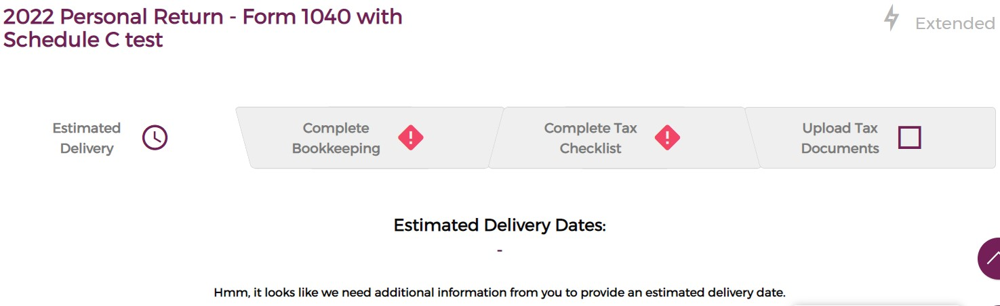 2022 Personal Return - Form 1040 with
Schedule C test
Extended
Estimated
Delivery
Complete
Bookkeeping
Complete Tax
Checklist
Upload Tax
Documents
Estimated Delivery Dates:
-
Hmm, it looks like we need additional information from you to provide an estimated delivery date.